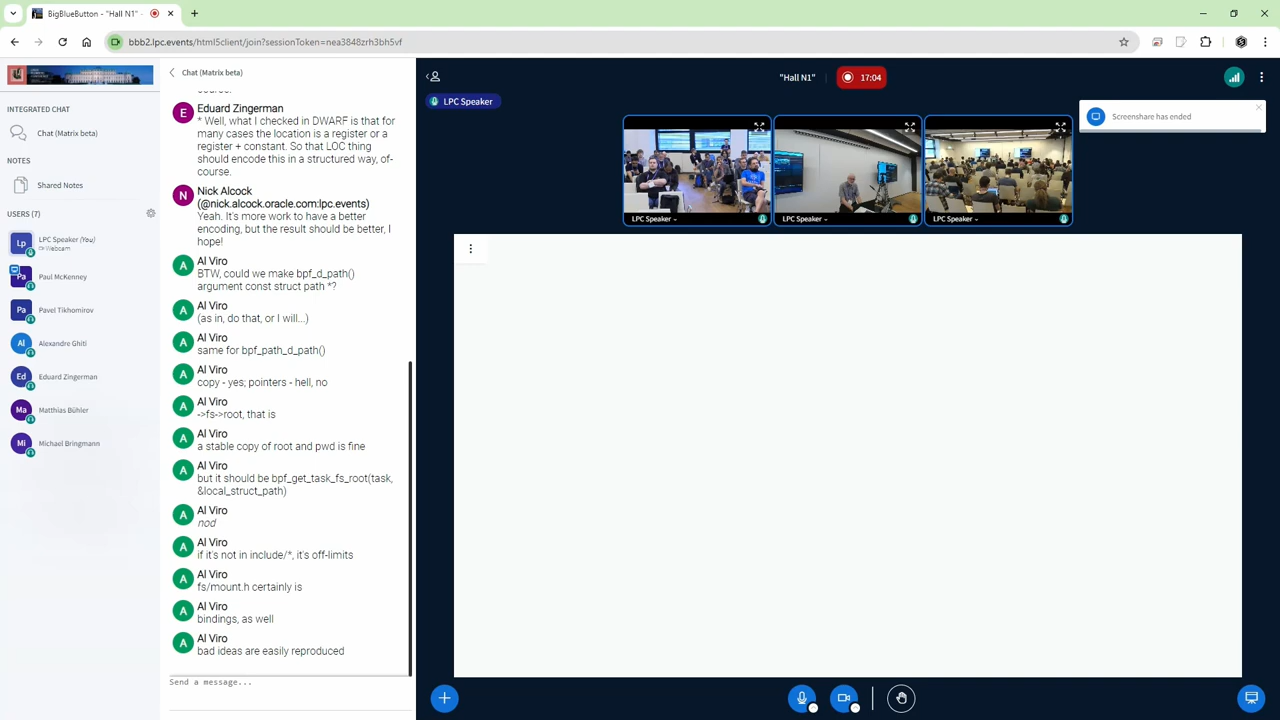 BigBlueButton - "Hall N1" -
bbb2.lpc.events/html5client/join?sessionToken=nea3848zrh3bh5vf
INTEGRATED CHAT
Chat (Matrix beta)
NOTES
Shared Notes
USERS (7)
Lp
LPC Speaker (You)
Webcam
Pa
Paul McKenney
Pa
Pavel Tikhomirov
Al
Alexandre Ghiti
Ed
Eduard Zingerman
Ma
Matthias Bühler
Mi
Michael Bringmann
Chat (Matrix beta)
course.
E
Eduard Zingerman
* Well, what I checked in DWARF is that for
many cases the location is a register or a
register + constant. So that LOC thing
should encode this in a structured way, of-
course.
N
Nick Alcock
(@nick.alcock.oracle.com:lpc.events)
Yeah. It's more work to have a better
encoding, but the result should be better, I
hope!
A
Al Viro
BTW, could we make bpf_d_path()
argument const struct path *?
A
Al Viro
(as in, do that, or I will...)
A
Al Viro
same for bpf_path_d_path()
A
Al Viro
copy - yes; pointers - hell, no
A
Al Viro
->fs->root, that is
A
Al Viro
a stable copy of root and pwd is fine
A
Al Viro
but it should be bpf_get_task_fs_root(task,
&local_struct_path)
A
Al Viro
nod
A
Al Viro
if it's not in include/*, it's off-limits
A
Al Viro
fs/mount.h certainly is
A
Al Viro
bindings, as well
A
Al Viro
bad ideas are easily reproduced
Send a message...
"Hall N1"
17:04
LPC Speaker
LPC Speaker
LPC Speaker
LPC Speaker
Screenshare has ended